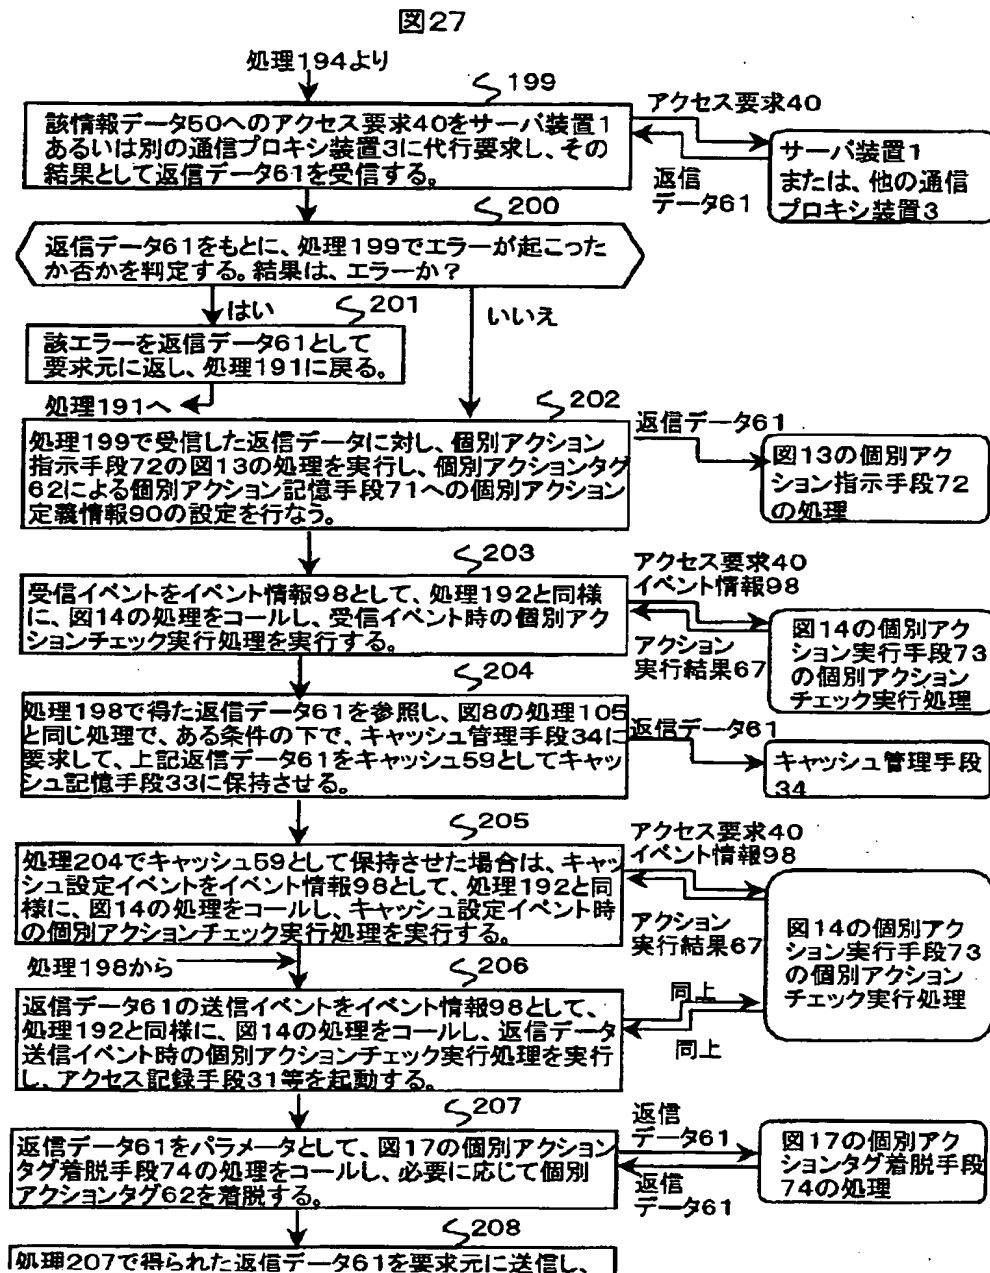 図27
処理194より
199
該情報データ50へのアクセス要求40をサーバ装置1
あるいは別の通信プロキシ装置3に代行要求し、その
結果として返信データ61を受信する。
アクセス要求40
返信
データ61
サーバ装置1
または、他の通信
プロキシ装置3
200
返信データ61をもとに、処理199でエラーが起こった
か否かを判定する。結果は、エラーか?
はい
いいえ
201
該エラーを返信データ61として
要求元に返し、処理191に戻る。
処理191へ
202
処理199で受信した返信データに対し、個別アクション
指示手段72の図13の処理を実行し、個別アクションタグ
62による個別アクション記憶手段71への個別アクション
定義情報90の設定を行なう。
返信データ61
図13の個別アク
ション指示手段72
の処理
203
受信イベントをイベント情報98として、処理192と同様
に、図14の処理をコールし、受信イベント時の個別アク
ションチェック実行処理を実行する。
アクセス要求40
イベント情報98
アクション
実行結果67
図14の個別アク
ション実行手段73
の個別アクション
チェック実行処理
204
処理198で得た返信データ61を参照し、図8の処理105
と同じ処理で、ある条件の下で、キャッシュ管理手段34に
要求して、上記返信データ61をキャッシュ59としてキャッ
シュ記憶手段33に保持させる。
返信データ61
キャッシュ管理手段
34
205
処理204でキャッシュ59として保持させた場合は、キャッ
シュ設定イベントをイベント情報98として、処理192と同
様に、図14の処理をコールし、キャッシュ設定イベント時
の個別アクションチェック実行処理を実行する。
アクセス要求40
イベント情報98
アクション
実行結果67
図14の個別アク
ション実行手段73
の個別アクション
チェック実行処理
処理198から
206
返信データ61の送信イベントをイベント情報98として、
処理192と同様に、図14の処理をコールし、返信データ
送信イベント時の個別アクションチェック実行処理を実行
し、アクセス記録手段31等を起動する。
同上
同上
207
返信データ61をパラメータとして、図17の個別アクション
タグ着脱手段74の処理をコールし、必要に応じて個別
アクションタグ62を着脱する。
返信
データ61
返信
データ61
図17の個別アク
ションタグ着脱手段
74の処理
208
処理207で得られた返信データ61を要求元に送信し、